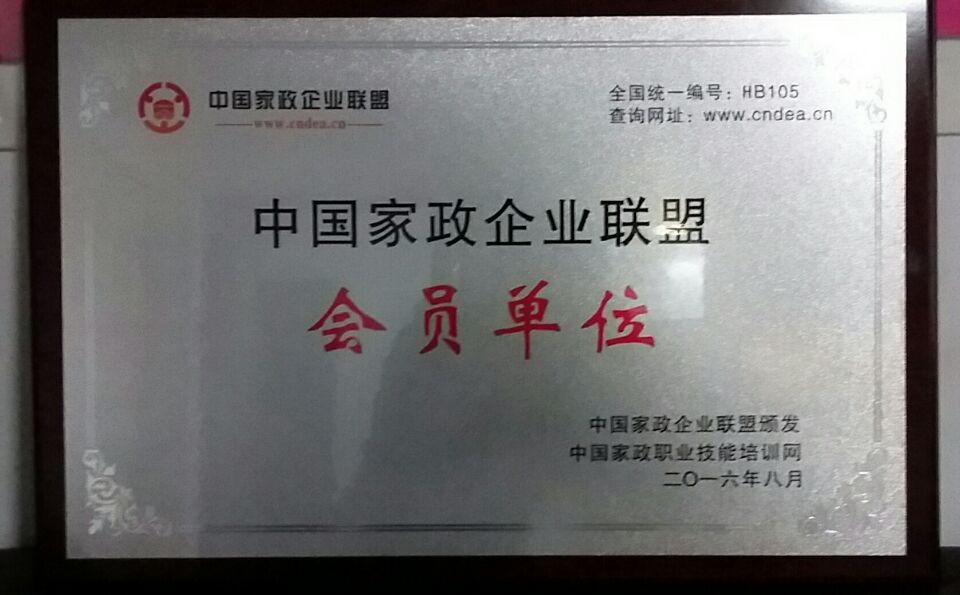 中国家政企业联盟
www.cndea.cn
全国统一编号：HB105
查询网址：www.cndea.cn
中国家政企业联盟
会员单位
中国家政企业联盟颁发
中国家政职业技能培训网
二〇一六年八月